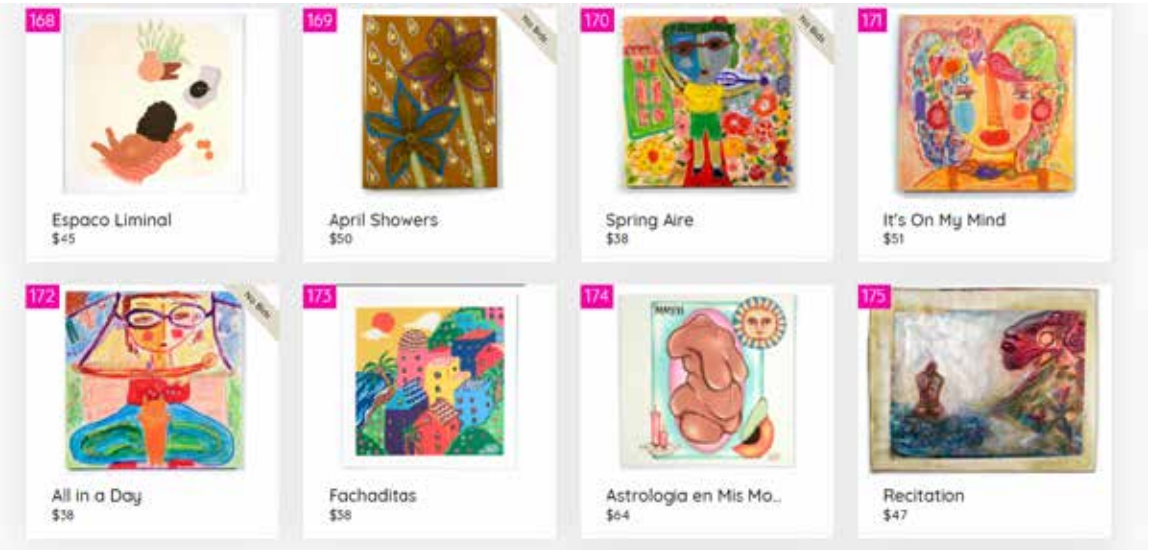 168
Espaco Liminal
$45
169
No Bids
April Showers
$50
170
No Bids
Spring Aire
$38
171
It's On My Mind
$51
172
No Bids
All in a Day
$38
173
Fachaditas
$38
174
MMXXI
Astrologia en Mis Mo...
$64
175
Recitation
$47